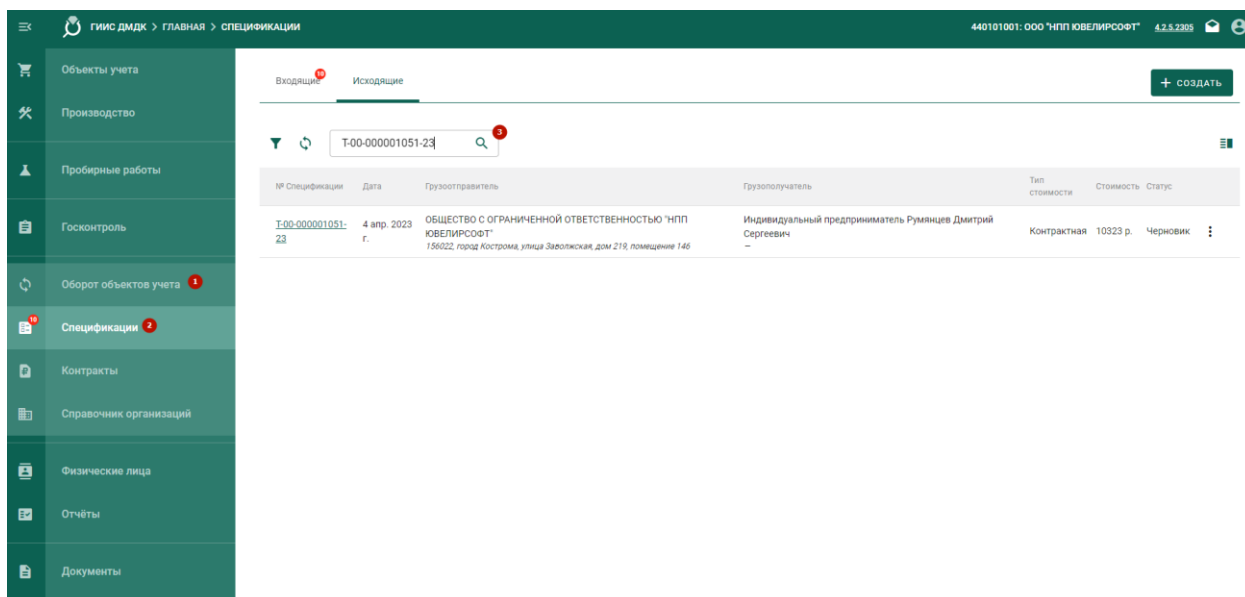 ГИИС ДМДК > ГЛАВНАЯ > СПЕЦИФИКАЦИИ
440101001: ООО "НПП ЮВЕЛИРСОФТ" 4.2.5.2305
Объекты учета
Производство
Пробирные работы
Госконтроль
Оборот объектов учета 1
10
Спецификации 2
Контракты
Справочник организаций
Физические лица
Отчёты
Документы
Входящие 10 Исходящие
+ СОЗДАТЬ
T-00-000001051-23 3
№ Спецификации Дата Грузоотправитель Грузополучатель Тип стоимости Стоимость Статус
T-00-000001051-23 4 апр. 2023 г. ОБЩЕСТВО С ОГРАНИЧЕННОЙ ОТВЕТСТВЕННОСТЬЮ "НПП ЮВЕЛИРСОФТ"
156022, город Кострома, улица Заволжская, дом 219, помещение 146
Индивидуальный предприниматель Румянцев Дмитрий Сергеевич
–
Контрактная 10323 р. Черновик